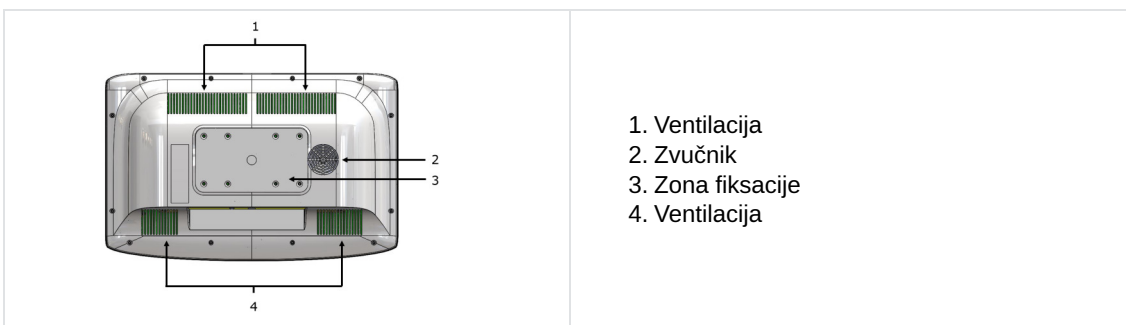 1
2
3
4
1. Ventilacija
2. Zvučnik
3. Zona fiksacije
4. Ventilacija